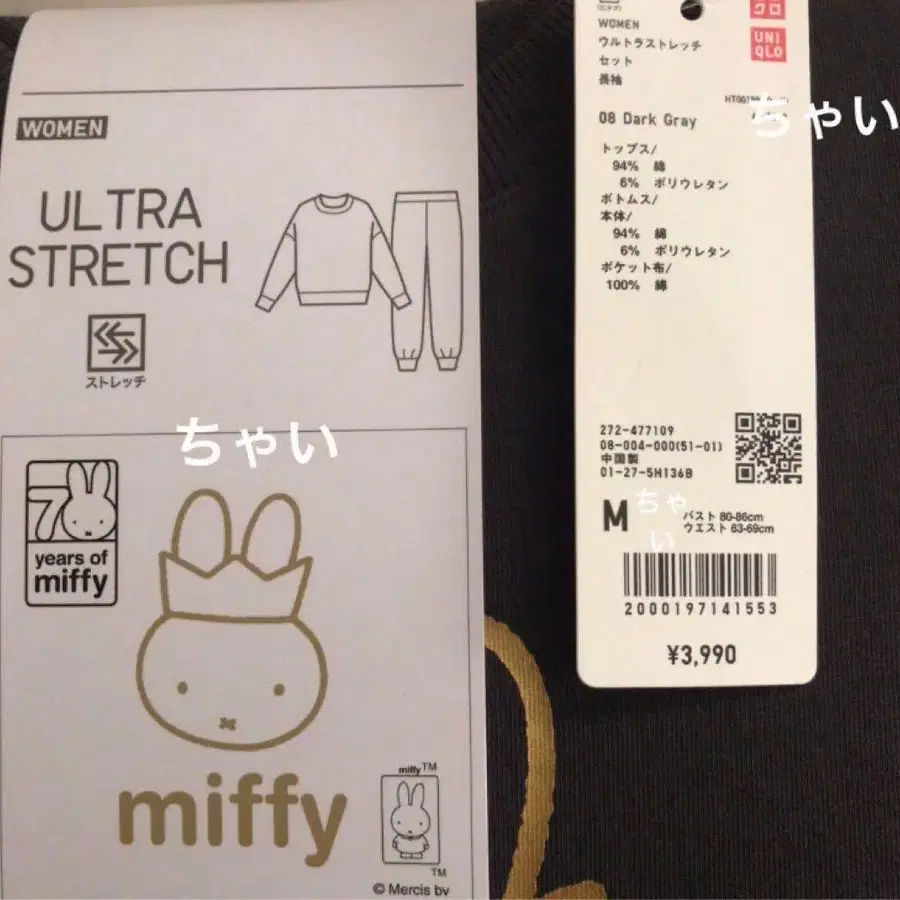 WOMEN
ULTRA
STRETCH
ストレッチ
ちゃい
70
years of
miffy
miffy
miffy™
TM
© Mercis bv
WOMEN
ウルトラストレッチ
セット
長袖
クロ
UNI
QLO
08 Dark Gray
ちゃい
トップス/
94% 綿
6% ポリウレタン
ボトムス/
本体/
94% 綿
6% ポリウレタン
ポケット布/
100% 綿
272-477109
08-004-000(51-01)
中国製
01-27-5H136B
M
ちゃ
い
バスト 80-86cm
ウエスト 63-69cm
2000197141553
¥3,990